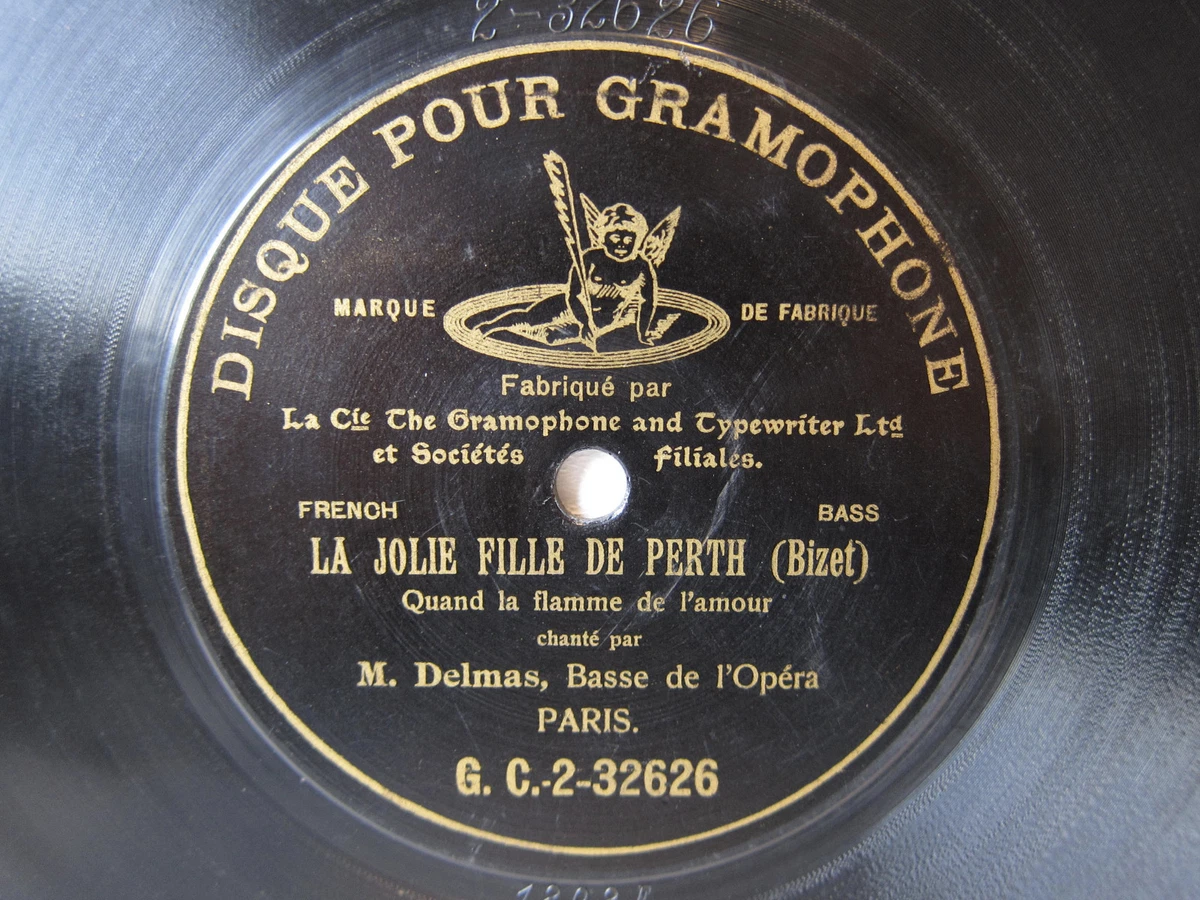 2-32626
DISQUE POUR GRAMOPHONE
MARQUE DE FABRIQUE
Fabriqué par
La Cie The Gramophone and Typewriter Ltd
et Sociétés Filiales.
FRENCH BASS
LA JOLIE FILLE DE PERTH (Bizet)
Quand la flamme de l'amour
chanté par
M. Delmas, Basse de l'Opéra
PARIS.
G. C.-2-32626